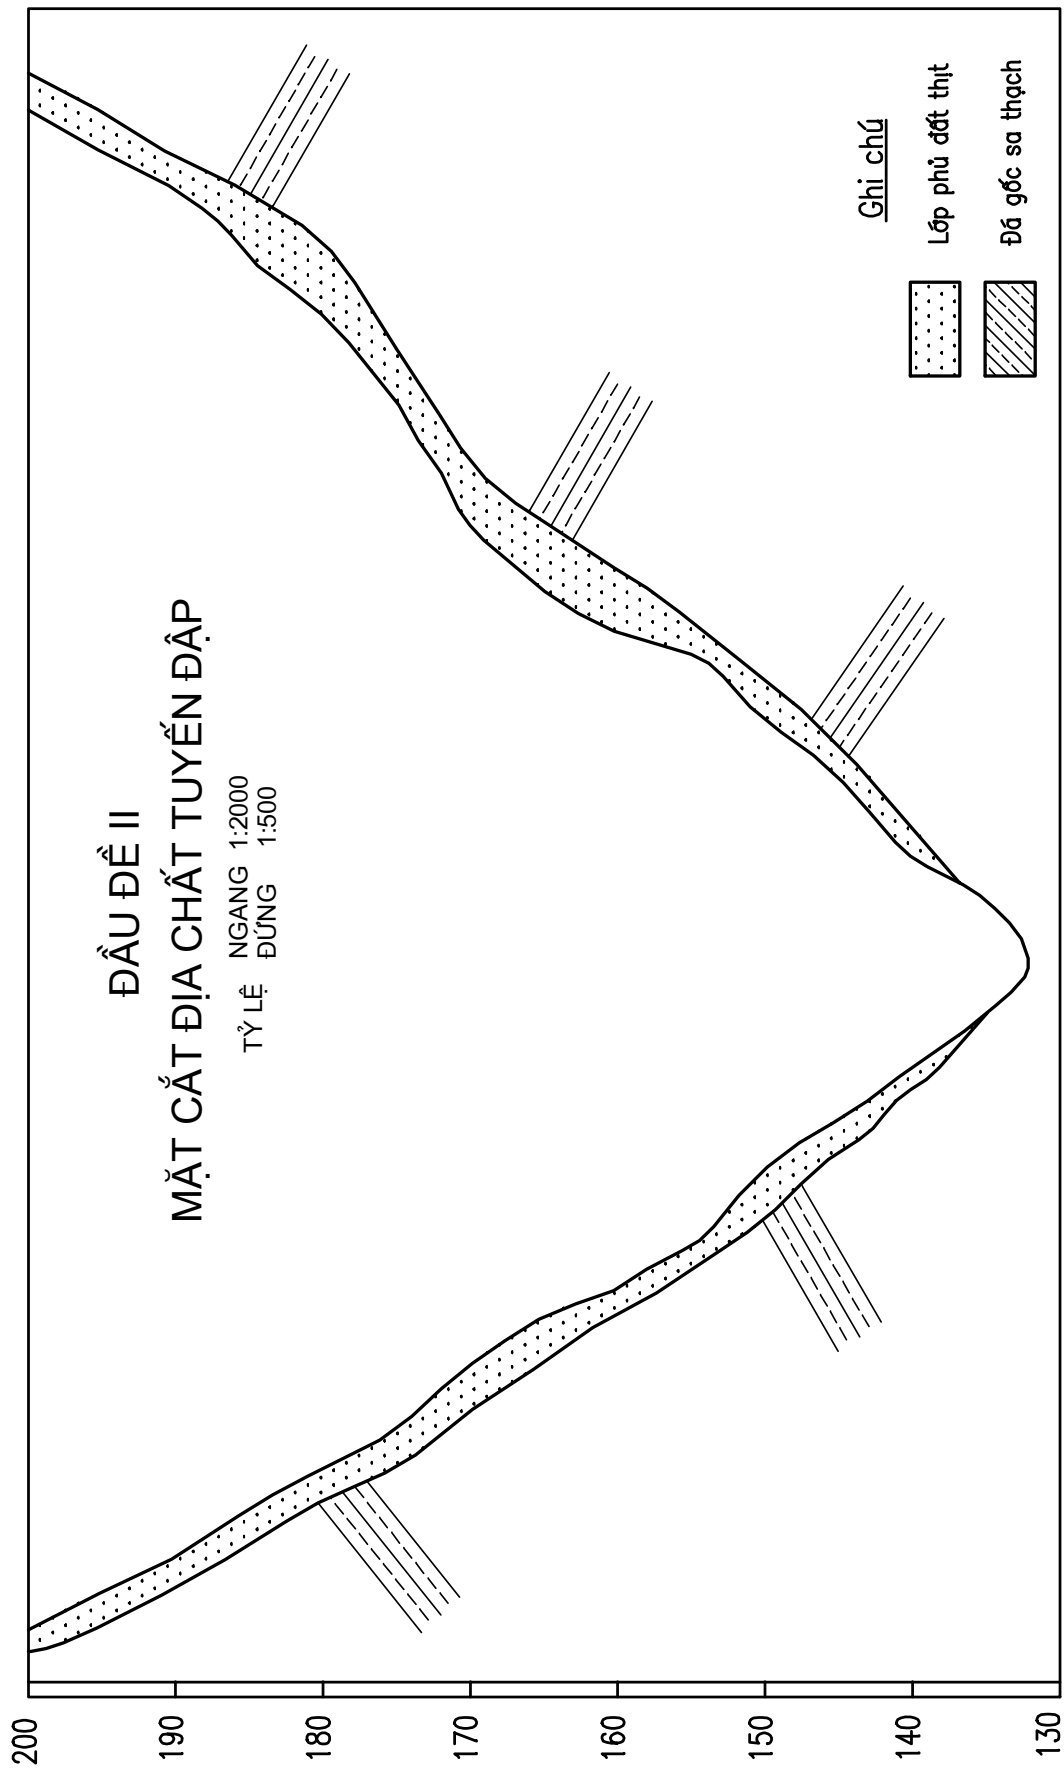 ĐẦU ĐỀ II
MẶT CẮT ĐỊA CHẤT TUYẾN ĐẬP
TỶ LỆ NGANG 1:2000
ĐỨNG 1:500
200
190
180
170
160
150
140
130
Ghi chú
Lớp phủ đất thịt
Đá gốc sa thạch